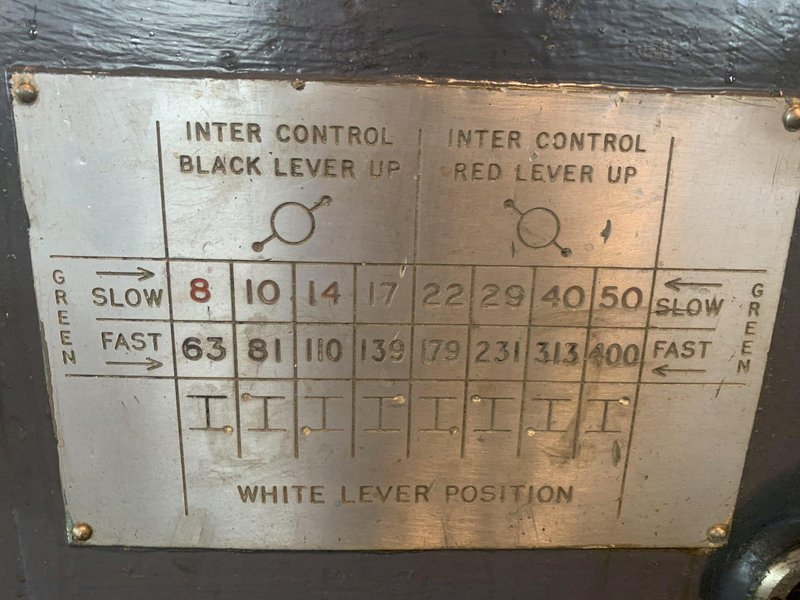 INTER CONTROL
BLACK LEVER UP
INTER CONTROL
RED LEVER UP
GREEN
SLOW 8 10 14 17 22 29 40 50 SLOW
FAST 63 81 110 139 179 231 313 400 FAST
GREEN
WHITE LEVER POSITION